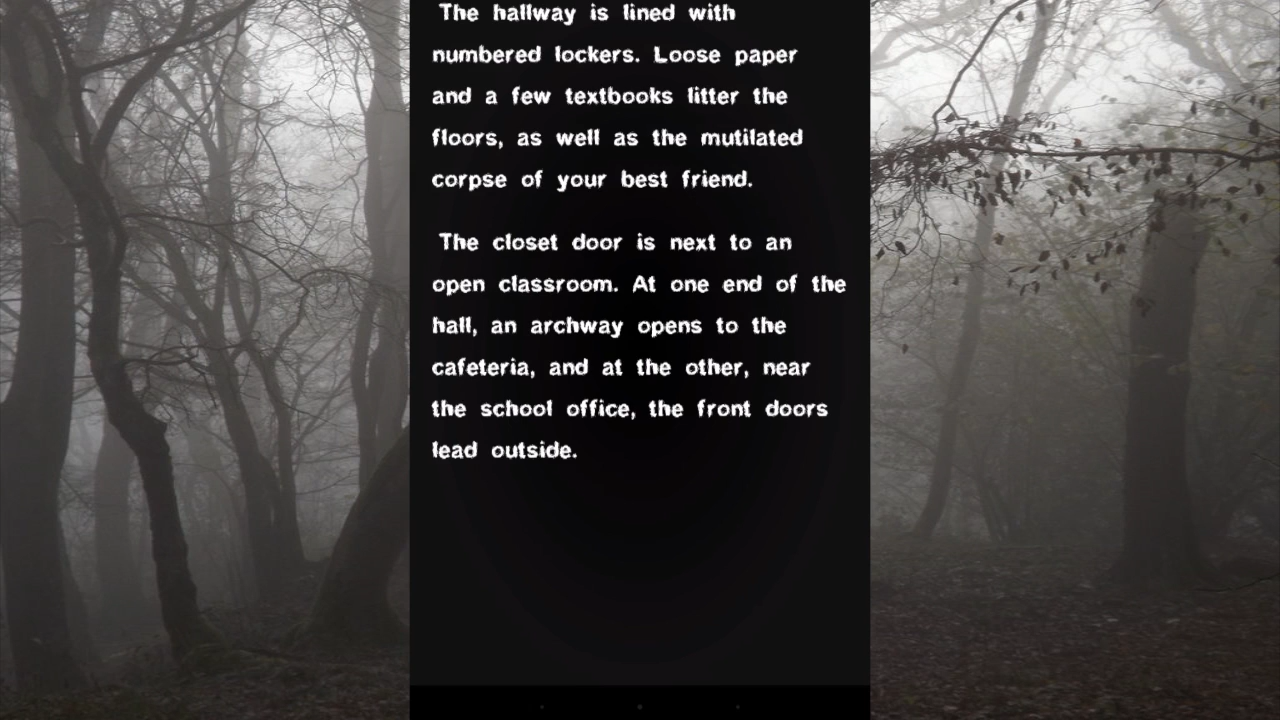 The hallway is lined with
numbered lockers. Loose paper
and a few textbooks litter the
floors, as well as the mutilated
corpse of your best friend.
The closet door is next to an
open classroom. At one end of the
hall, an archway opens to the
cafeteria, and at the other, near
the school office, the front doors
lead outside.